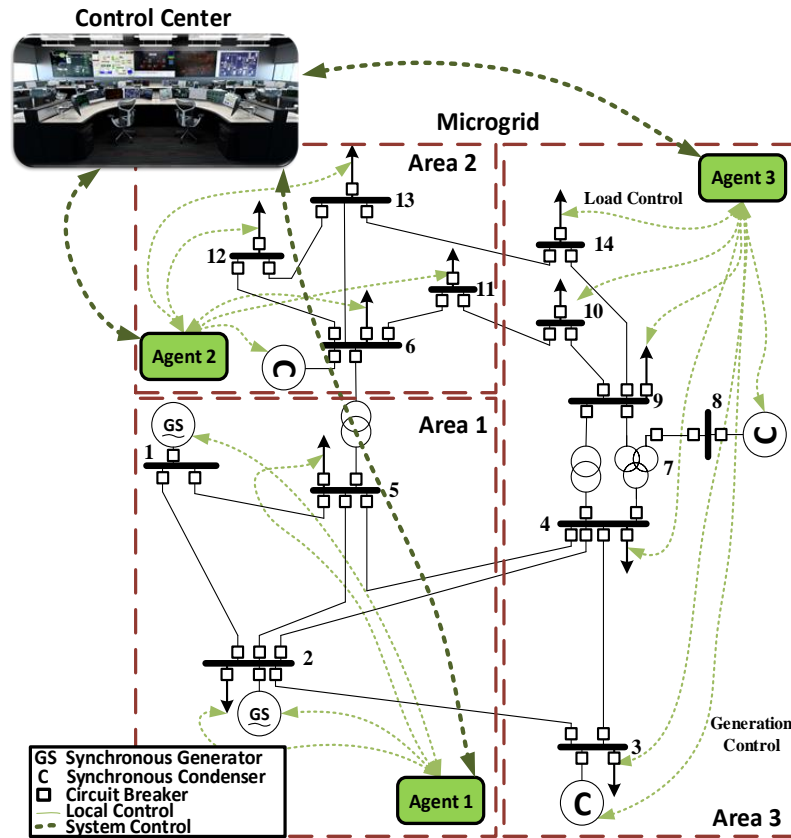 Control Center
Microgrid
Area 2
Agent 3
13
Load Control
14
12
11
10
Agent 2
C
6
9
8
GS
Area 1
C
1
7
5
4
2
GS
3
Generation
Control
C
Agent 1
Area 3
GS Synchronous Generator
C Synchronous Condenser
Circuit Breaker
Local Control
System Control